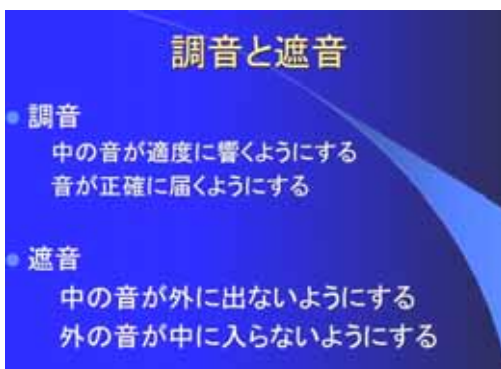 調音と遮音
調音
中の音が適度に響くようにする
音が正確に届くようにする
遮音
中の音が外に出ないようにする
外の音が中に入らないようにする